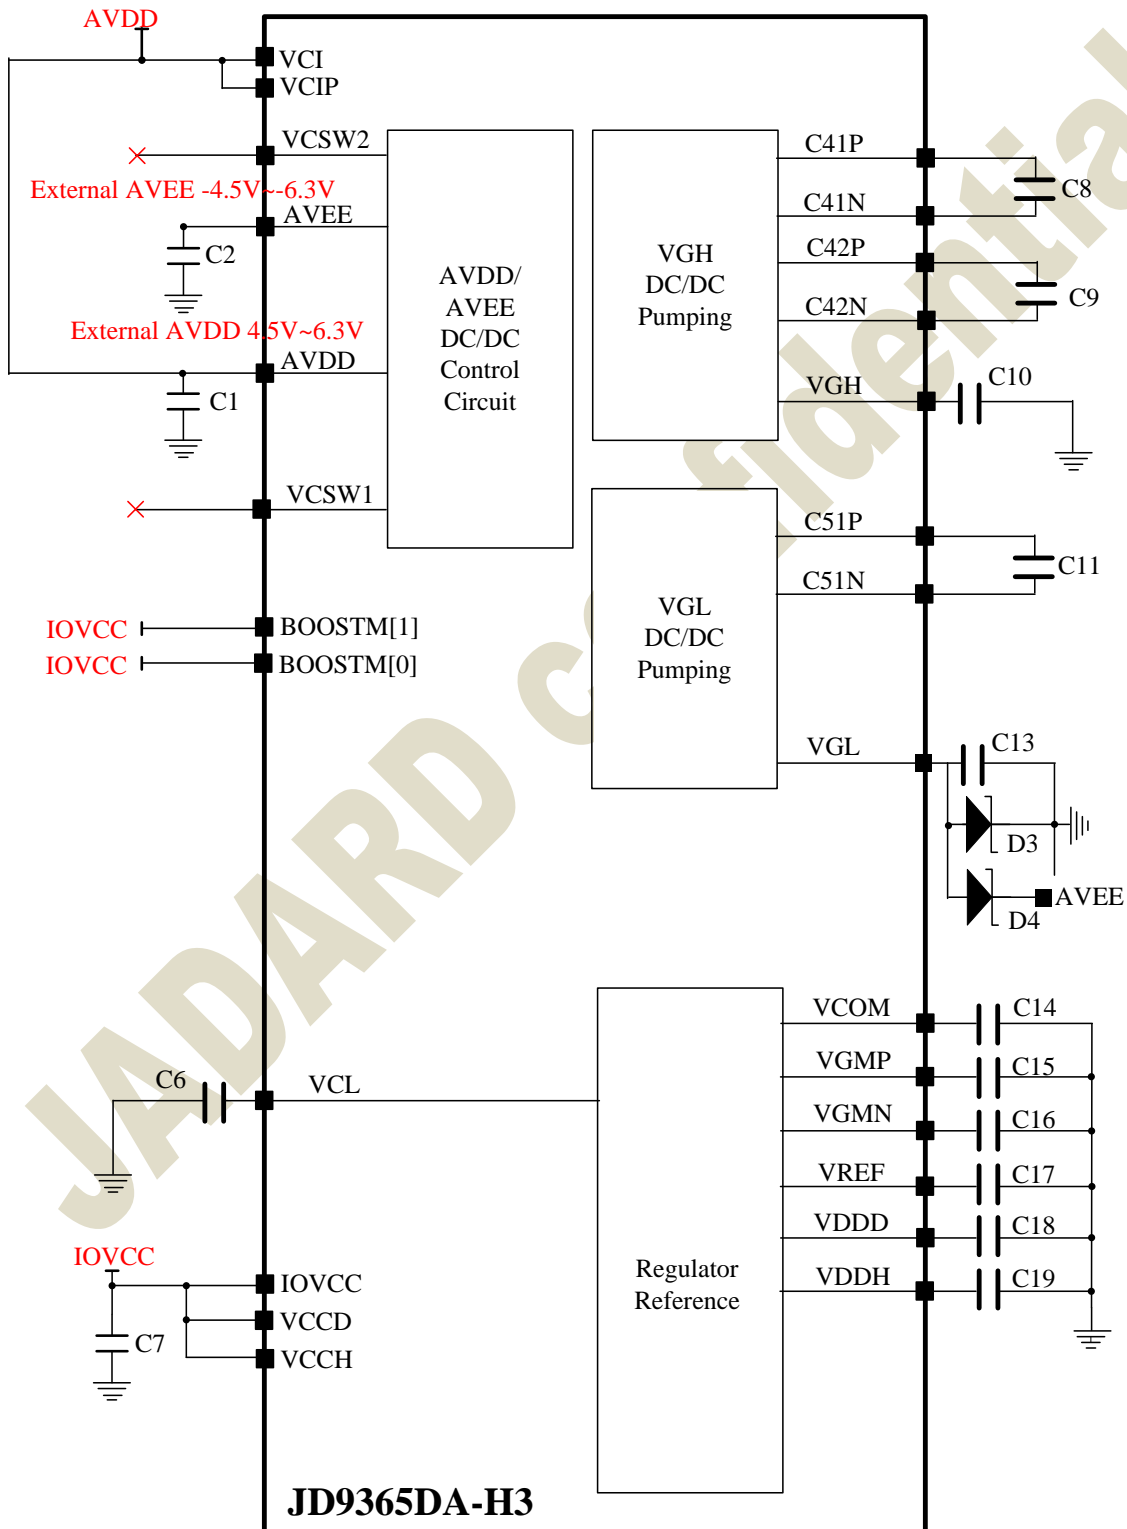 AVDD
VCI
VCIP
VCSW2
External AVEE -4.5V~-6.3V
AVEE
C2
External AVDD 4.5V~6.3V
AVDD
C1
VCSW1
AVDD/
AVEE
DC/DC
Control
Circuit
VGH
DC/DC
Pumping
C41P
C8
C41N
C42P
C9
C42N
VGH
C10
IOVCC
BOOSTM[1]
IOVCC
BOOSTM[0]
VGL
DC/DC
Pumping
C51P
C11
C51N
VGL
C13
D3
AVEE
D4
C6
VCL
Regulator
Reference
VCOM
C14
VGMP
C15
VGMN
C16
VREF
C17
VDDD
C18
VDDH
C19
IOVCC
IOVCC
VCCD
C7
VCCH
JD9365DA-H3
JADARD confidential